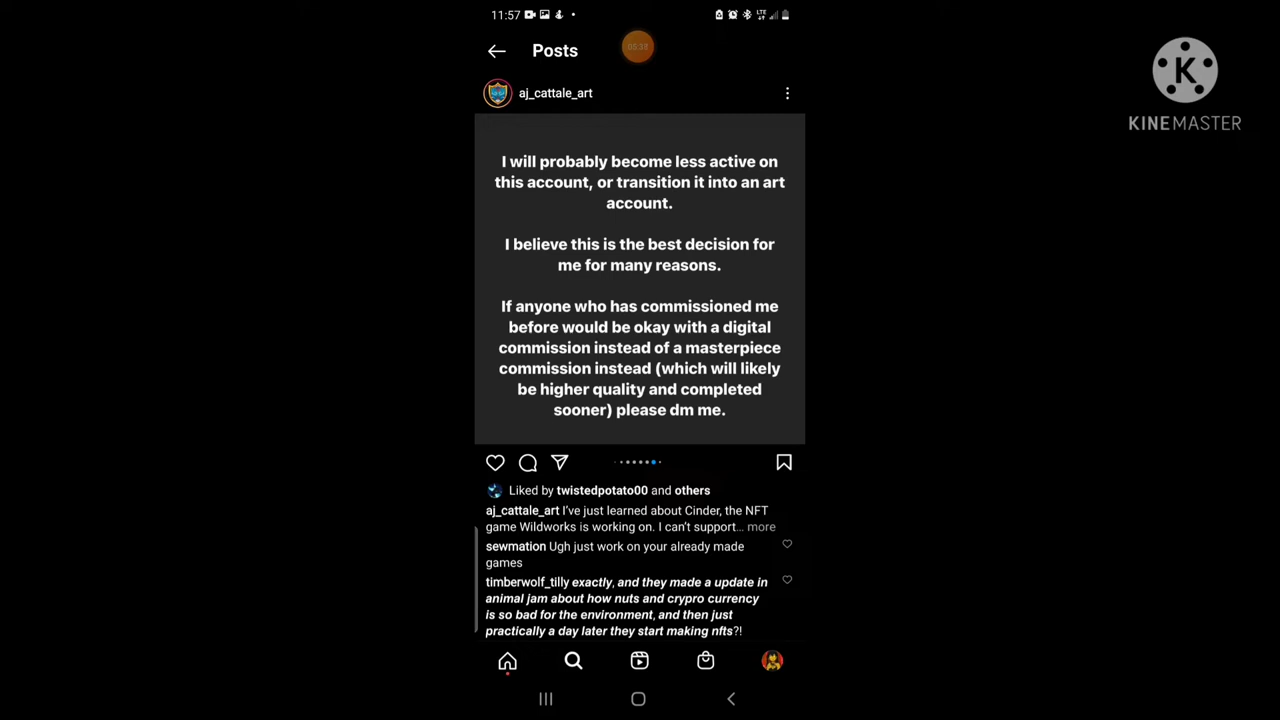 11:57
LTE
Posts
05:38
aj_cattale_art
K
KINEMASTER
I will probably become less active on
this account, or transition it into an art
account.
I believe this is the best decision for
me for many reasons.
If anyone who has commissioned me
before would be okay with a digital
commission instead of a masterpiece
commission instead (which will likely
be higher quality and completed
sooner) please dm me.
Liked by twistedpotato00 and others
aj_cattale_art I've just learned about Cinder, the NFT
game Wildworks is working on. I can't support... more
sewmation Ugh just work on your already made
games
timberwolf_tilly exactly, and they made a update in
animal jam about how nuts and crypro currency
is so bad for the environment, and then just
practically a day later they start making nfts?!